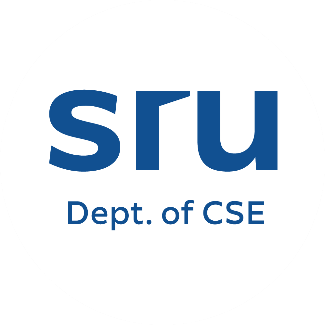 sru
Dept. of CSE